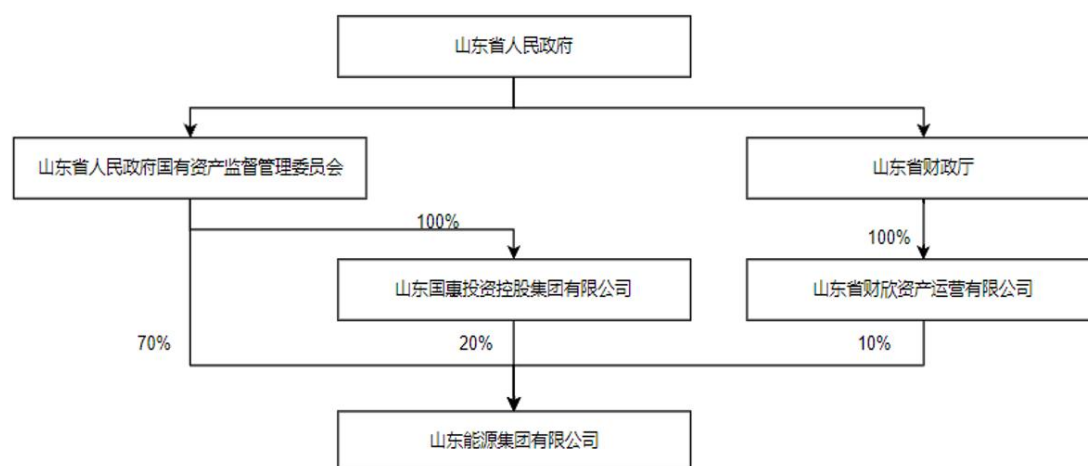 山东省人民政府
山东省人民政府国有资产监督管理委员会
山东省财政厅
100%
100%
山东国惠投资控股集团有限公司
山东省财欣资产运营有限公司
70%
20%
10%
山东能源集团有限公司